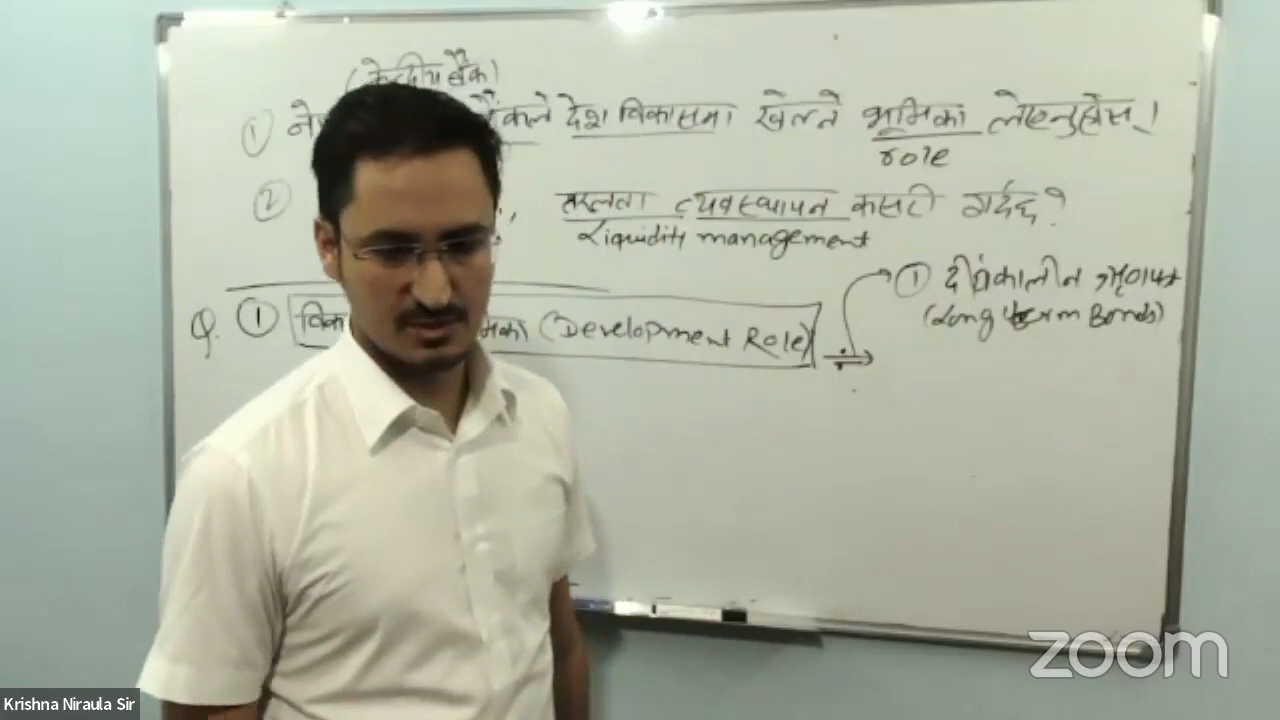 (केन्द्रीय बैंक)
① ने बैंकले देश विकासमा खेल्ने भूमिका लेख्नुहोस्।
role
② , तरलता व्यवस्थापन कसरी गर्दछ?
Liquidity management
① दीर्घकालीन ऋणपत्र
(Long term Bonds)
Q. ① विका मिका (Development Role)
zoom
Krishna Niraula Sir